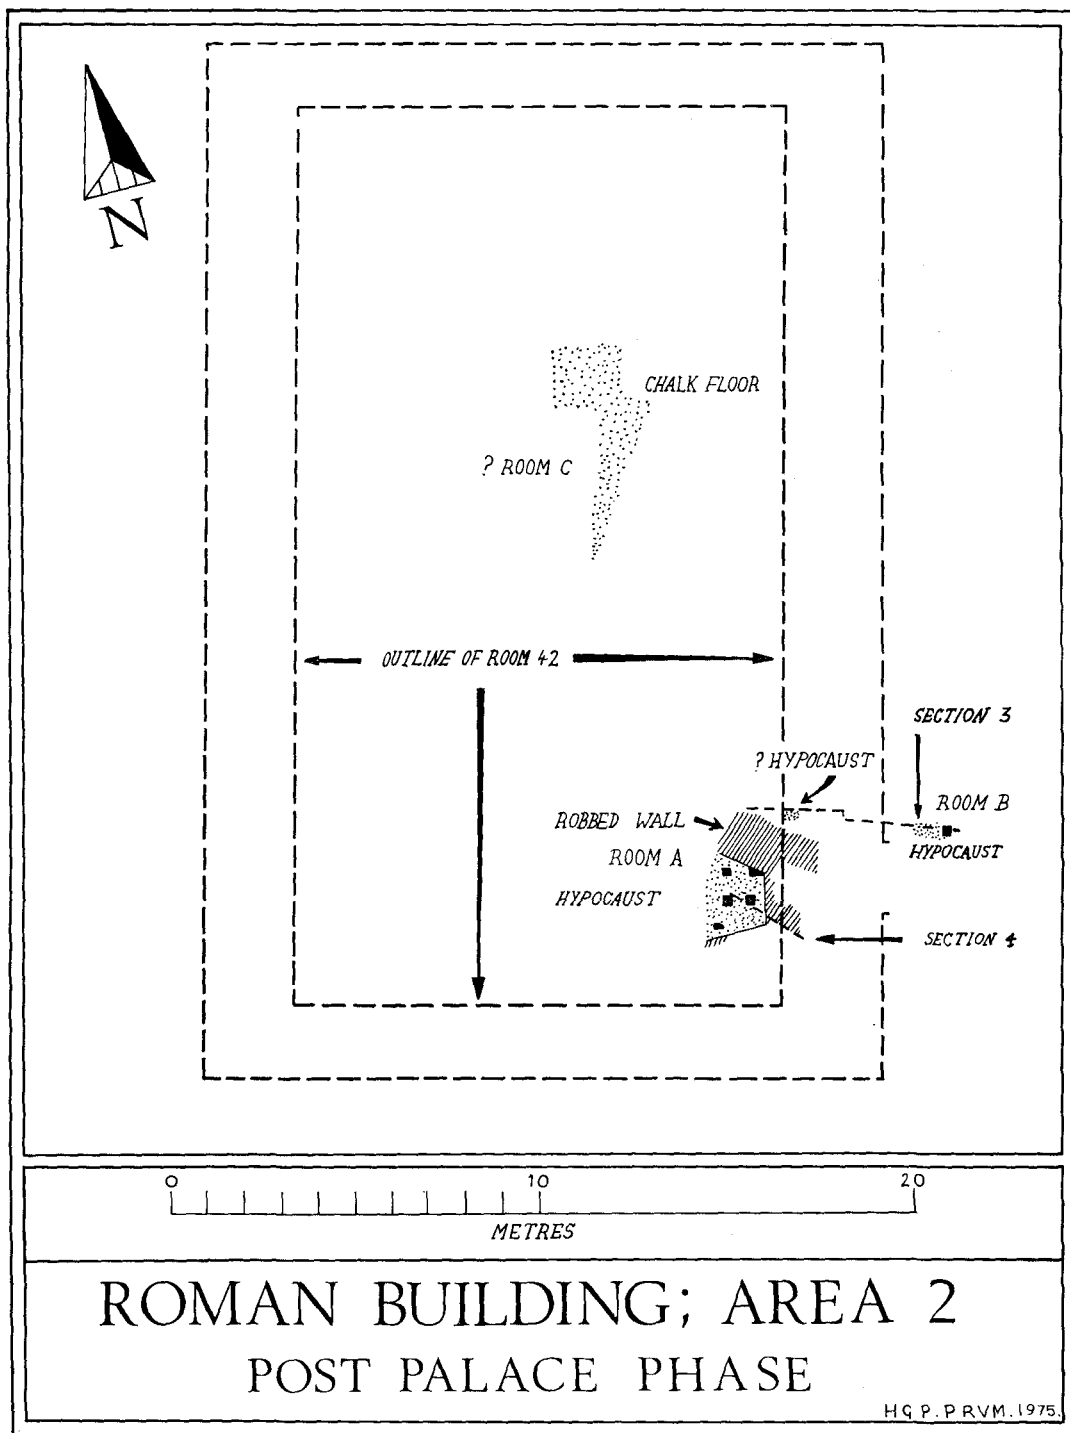 N
CHALK FLOOR
? ROOM C
OUTLINE OF ROOM 42
SECTION 3
? HYPOCAUST
ROOM B
ROBBED WALL
HYPOCAUST
ROOM A
HYPOCAUST
SECTION 4
0 10 20
METRES
ROMAN BUILDING; AREA 2
POST PALACE PHASE
HGP.PRVM.1975.